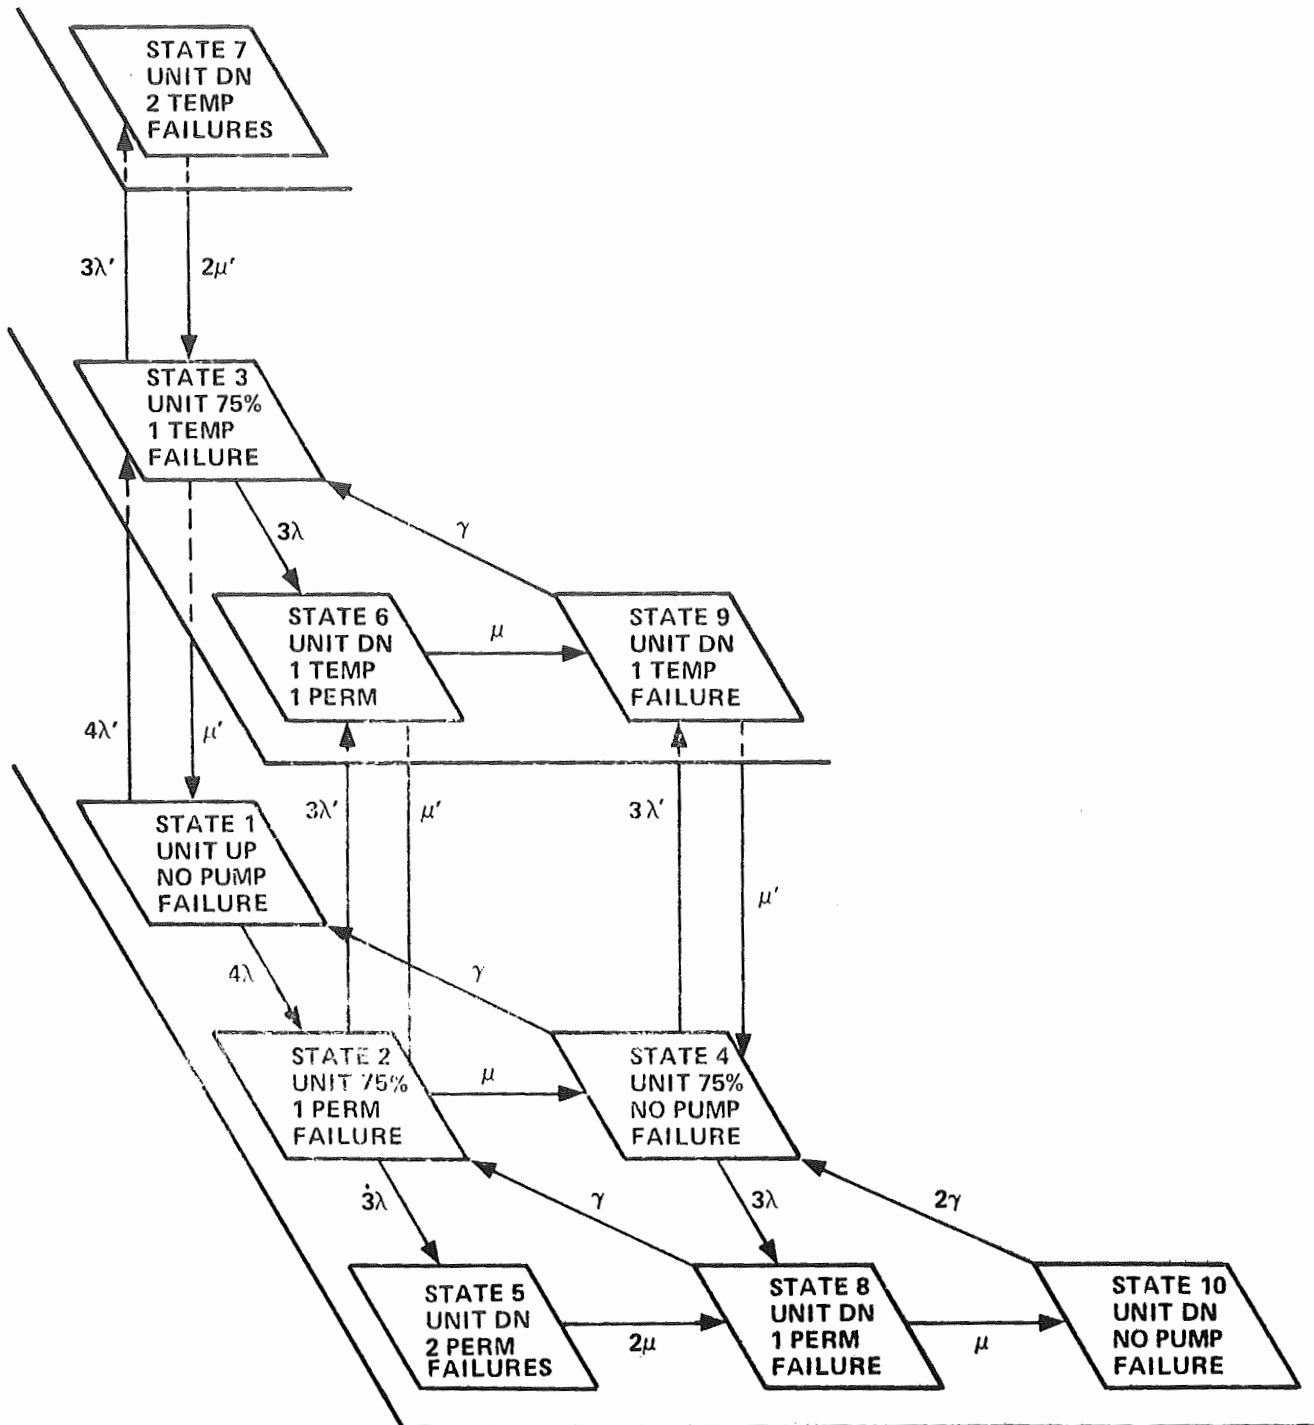 STATE 7
UNIT DN
2 TEMP
FAILURES
3λ'
2μ'
STATE 3
UNIT 75%
1 TEMP
FAILURE
3λ
γ
STATE 6
UNIT DN
1 TEMP
1 PERM
μ
STATE 9
UNIT DN
1 TEMP
FAILURE
4λ'
μ'
3λ'
μ'
3λ'
μ'
STATE 1
UNIT UP
NO PUMP
FAILURE
4λ
γ
STATE 2
UNIT 75%
1 PERM
FAILURE
μ
STATE 4
UNIT 75%
NO PUMP
FAILURE
3λ
γ
3λ
2γ
STATE 5
UNIT DN
2 PERM
FAILURES
2μ
STATE 8
UNIT DN
1 PERM
FAILURE
μ
STATE 10
UNIT DN
NO PUMP
FAILURE